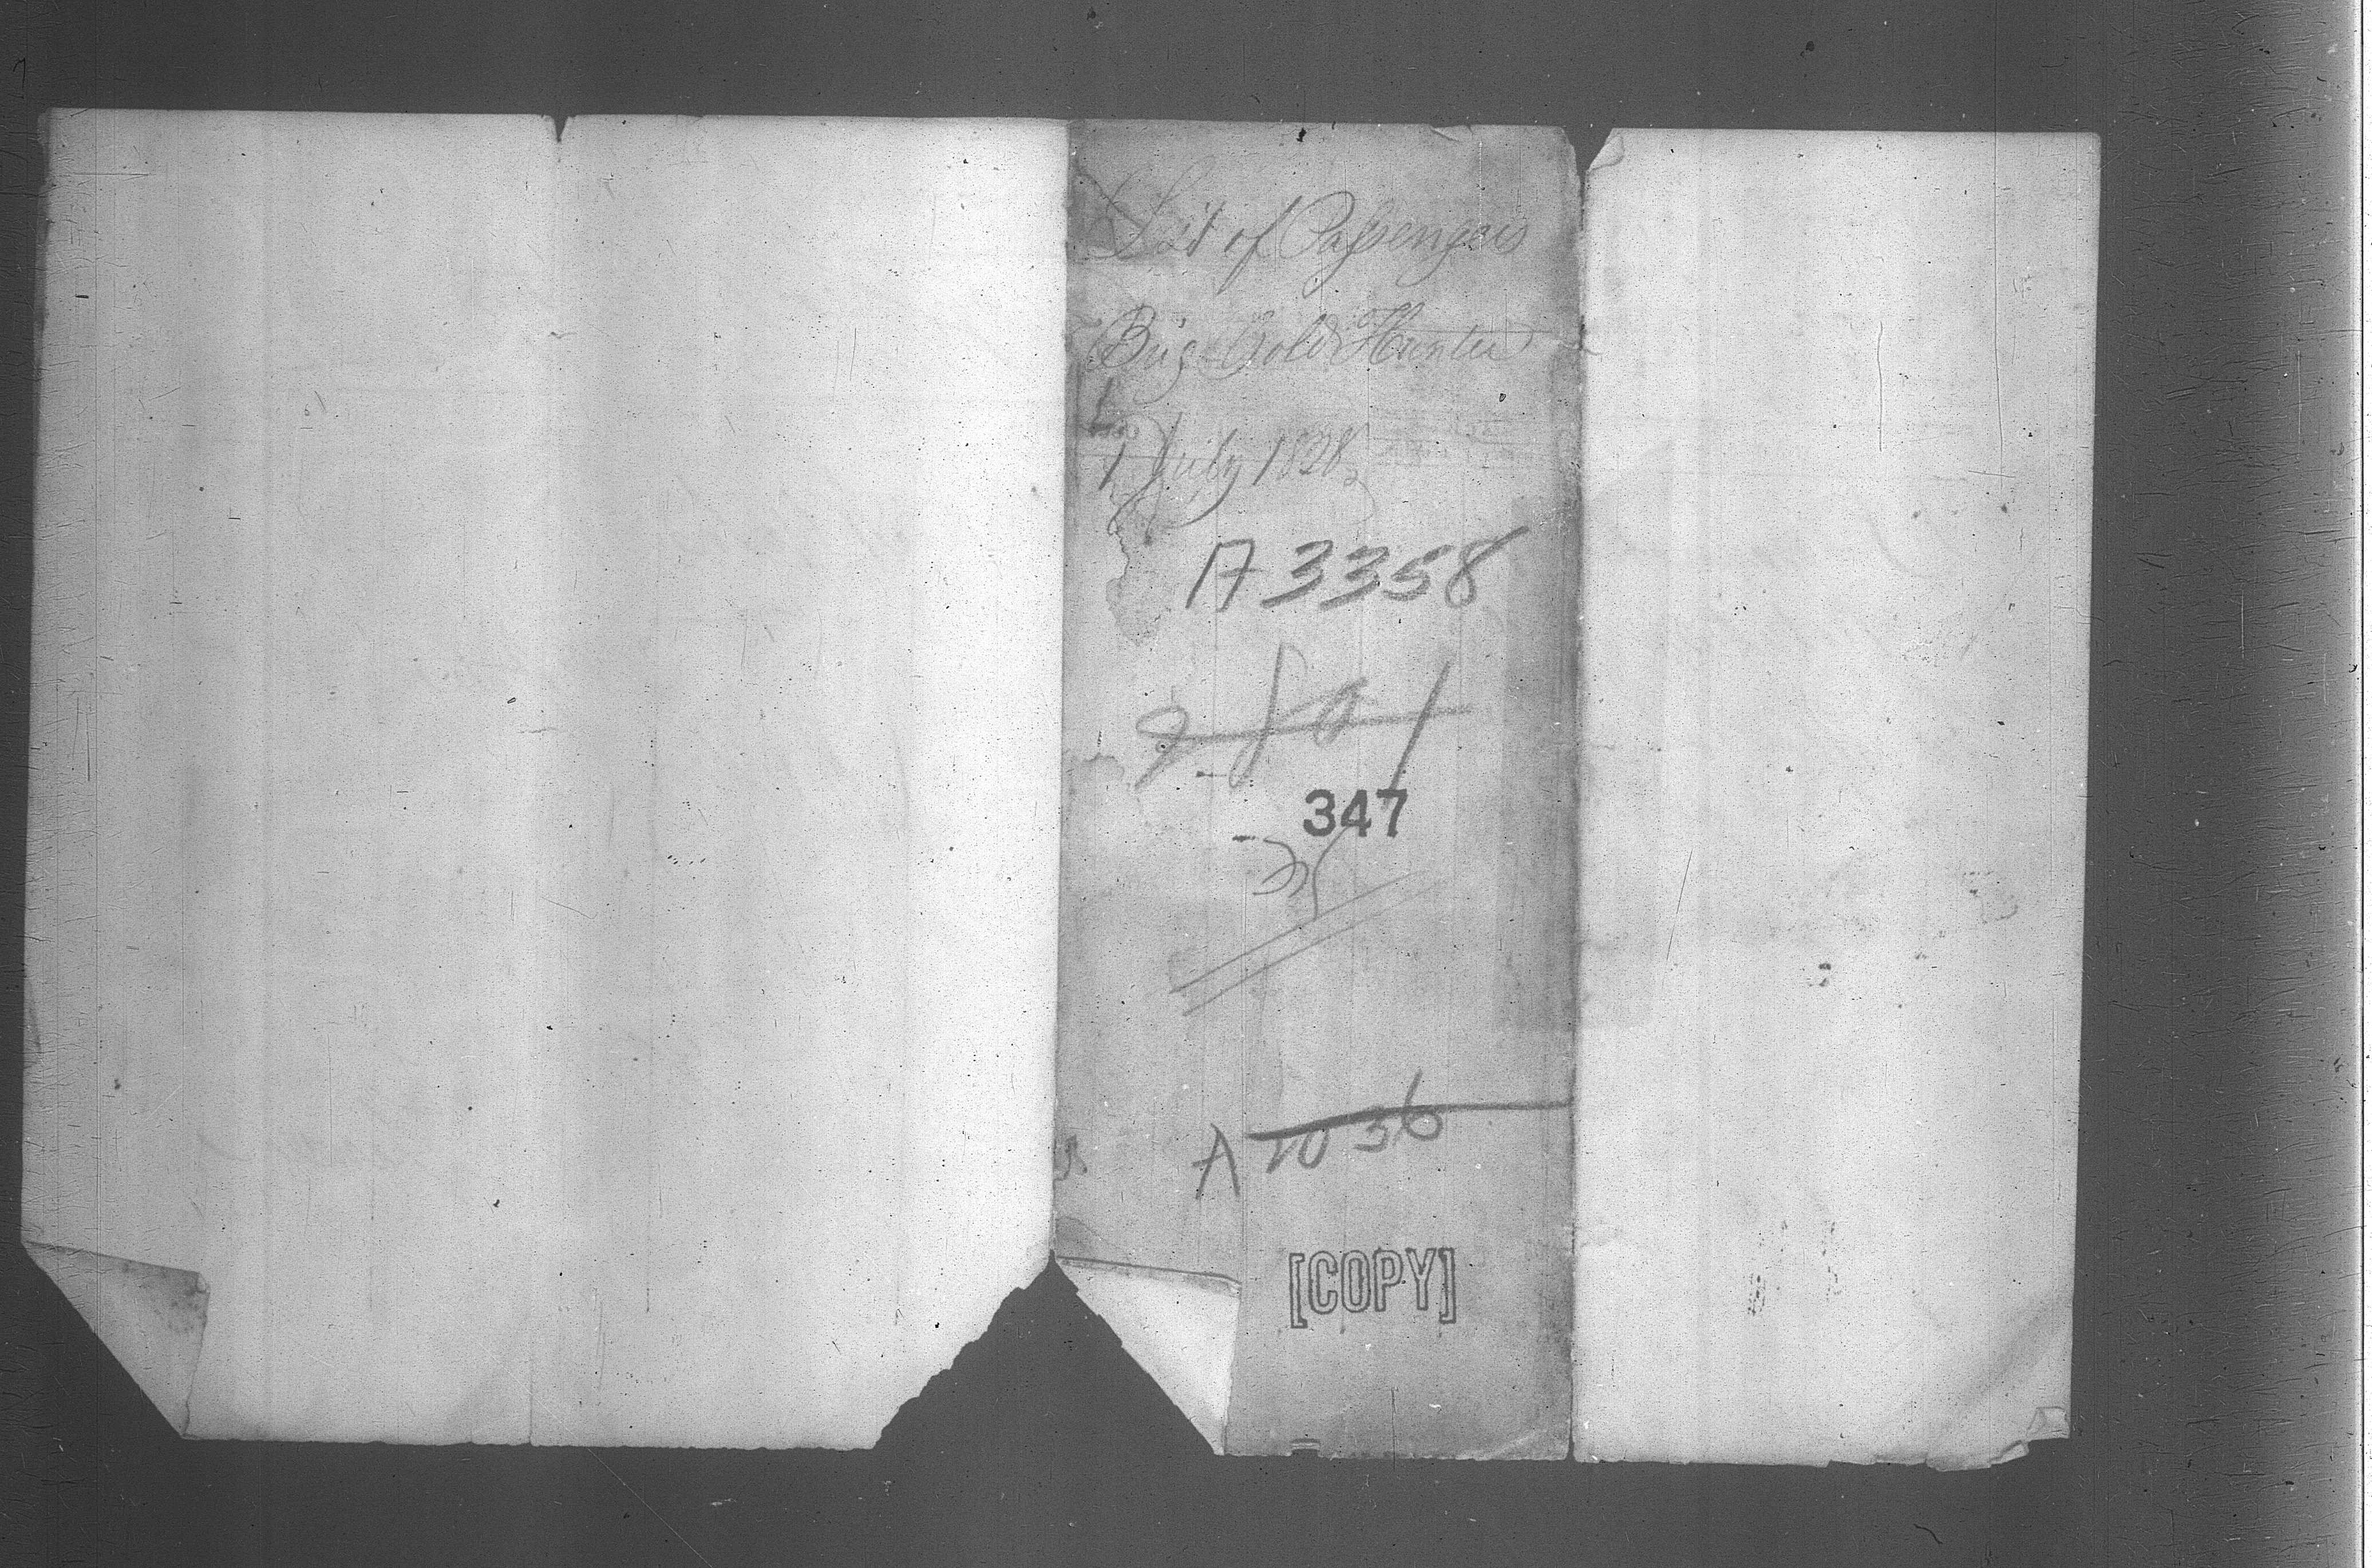 List of Passengers
Brig Gold Hunter
1 July 1828
A 3358
347
A 1036
[COPY]